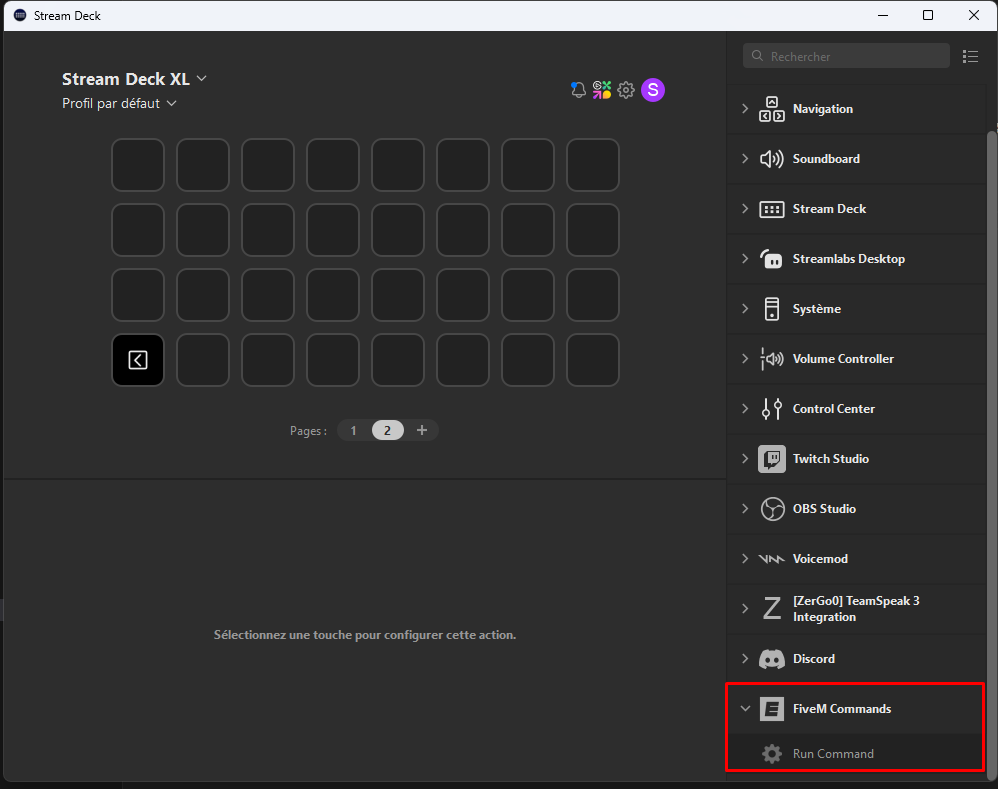 Stream Deck
Stream Deck XL
Profil par défaut
S
Pages :
1
2
+
Sélectionnez une touche pour configurer cette action.
Rechercher
Navigation
Soundboard
Stream Deck
Streamlabs Desktop
Système
Volume Controller
Control Center
Twitch Studio
OBS Studio
Voicemod
[ZerGo0] TeamSpeak 3
Integration
Discord
FiveM Commands
Run Command